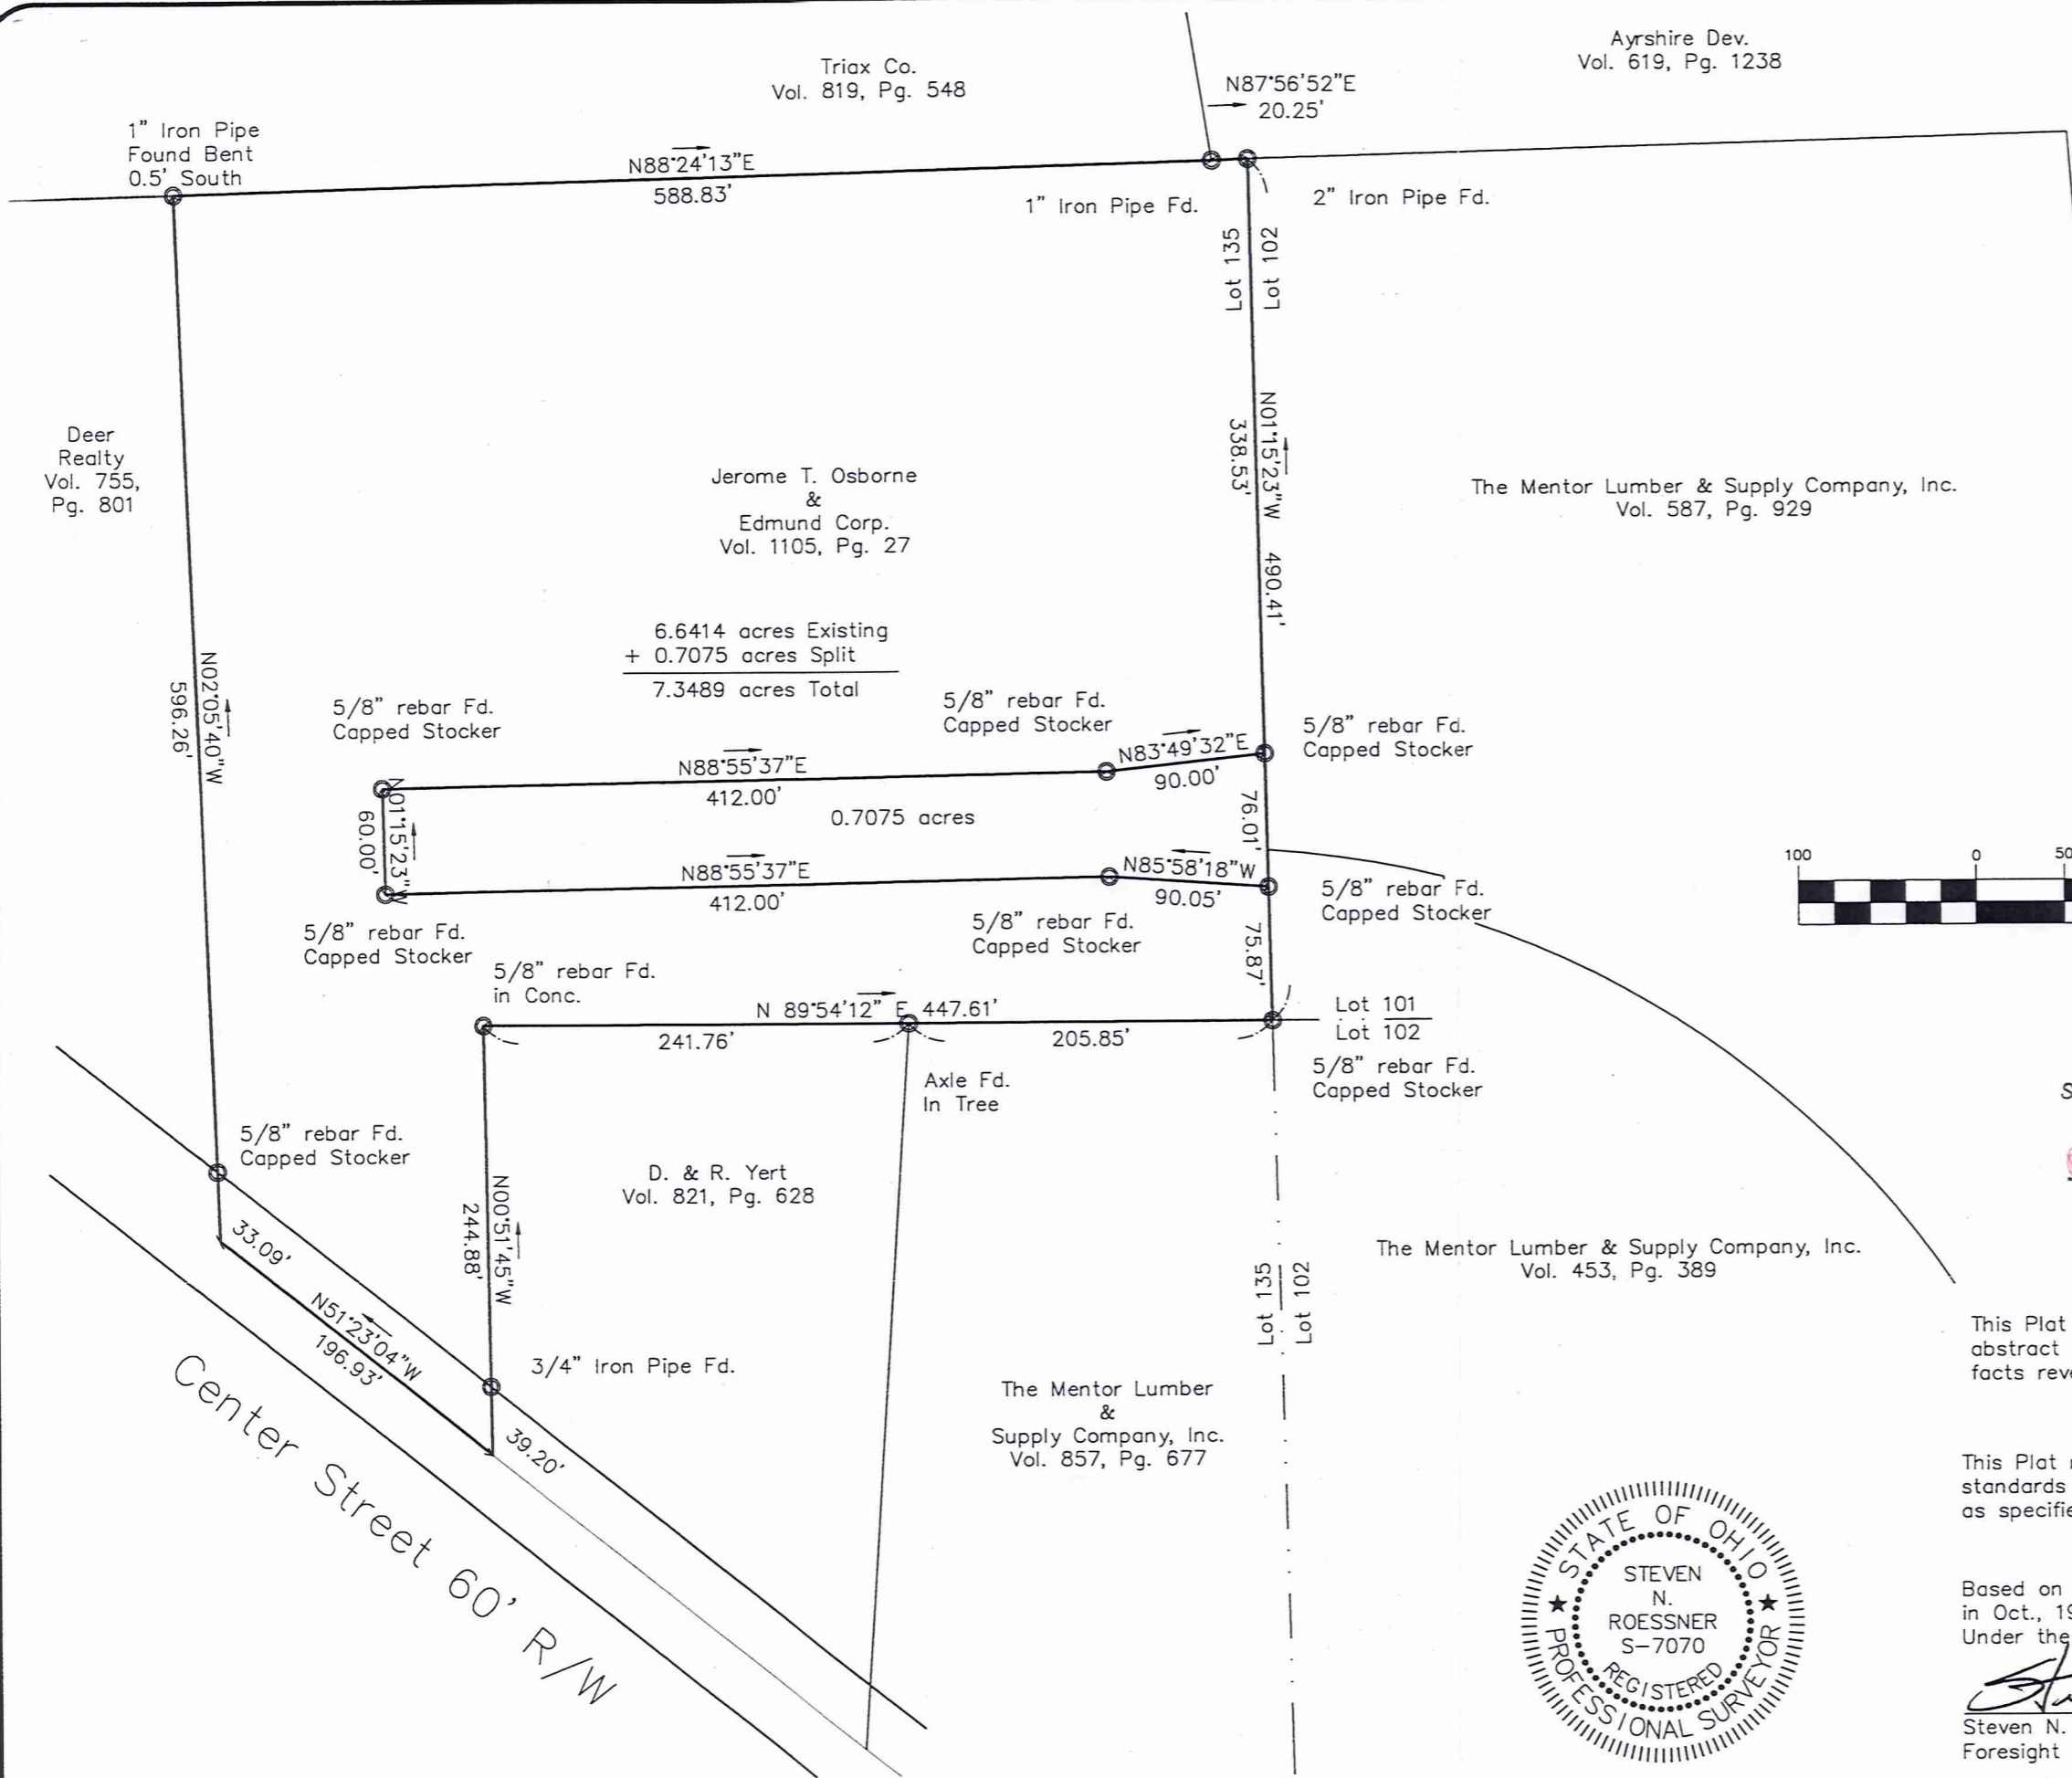 Triax Co.
Vol. 819, Pg. 548
Ayrshire Dev.
Vol. 619, Pg. 1238
N87°56'52"E
20.25'
1" Iron Pipe
Found Bent
0.5' South
N88°24'13"E
588.83'
1" Iron Pipe Fd.
2" Iron Pipe Fd.
Lot 135
Lot 102
Deer
Realty
Vol. 755,
Pg. 801
Jerome T. Osborne
&
Edmund Corp.
Vol. 1105, Pg. 27
N01°15'23"W 490.41'
338.53'
The Mentor Lumber & Supply Company, Inc.
Vol. 587, Pg. 929
6.6414 acres Existing
+ 0.7075 acres Split
7.3489 acres Total
N02°05'40"W
596.26'
5/8" rebar Fd.
Capped Stocker
5/8" rebar Fd.
Capped Stocker
5/8" rebar Fd.
Capped Stocker
N88°55'37"E
412.00'
N83°49'32"E
90.00'
0.7075 acres
N01°15'23"W
60.00'
76.01'
N88°55'37"E
412.00'
N85°58'18"W
90.05'
100 0 50
5/8" rebar Fd.
Capped Stocker
5/8" rebar Fd.
Capped Stocker
5/8" rebar Fd.
Capped Stocker
75.87'
5/8" rebar Fd.
in Conc.
N 89°54'12" E 447.61'
241.76'
205.85'
Lot 101
Lot 102
5/8" rebar Fd.
Capped Stocker
Axle Fd.
In Tree
5/8" rebar Fd.
Capped Stocker
D. & R. Yert
Vol. 821, Pg. 628
N00°51'45"W
244.88'
33.09'
N51°23'04"W
196.93'
The Mentor Lumber & Supply Company, Inc.
Vol. 453, Pg. 389
Lot 135
Lot 102
3/4" Iron Pipe Fd.
39.20'
Center Street 60' R/W
The Mentor Lumber
&
Supply Company, Inc.
Vol. 857, Pg. 677
This Plat
abstract
facts
This Plat
standards
as
Based on
in Oct.,
Under the
STATE OF OHIO
STEVEN
N.
ROESSNER
S-7070
REGISTERED
PROFESSIONAL SURVEYOR
Steven N.
Foresight